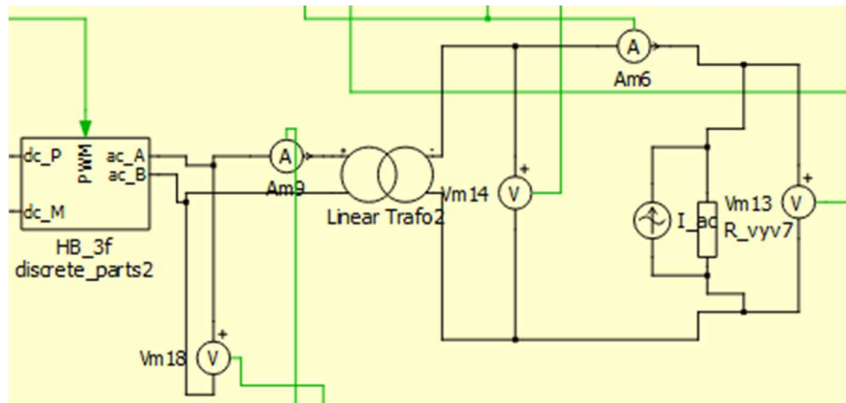 A
Am6
dc_P
PWM
ac_A
ac_B
dc_M
HB_3f
discrete_parts2
A
Am9
Linear Trafo2
Vm14
V
I_ac
Vm13
R_vyv7
V
Vm18
V